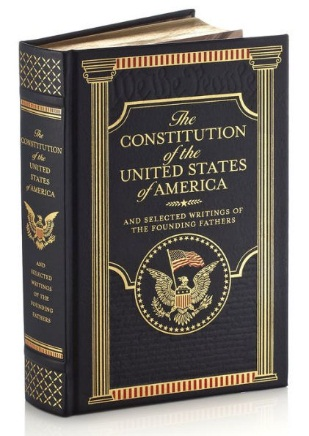 We the People
The
CONSTITUTION
of the
UNITED STATES
of AMERICA
AND SELECTED WRITINGS OF
THE FOUNDING FATHERS
The
CONSTITUTION
of the
UNITED
STATES
of
AMERICA
AND
SELECTED
WRITINGS
OF THE
FOUNDING
FATHERS